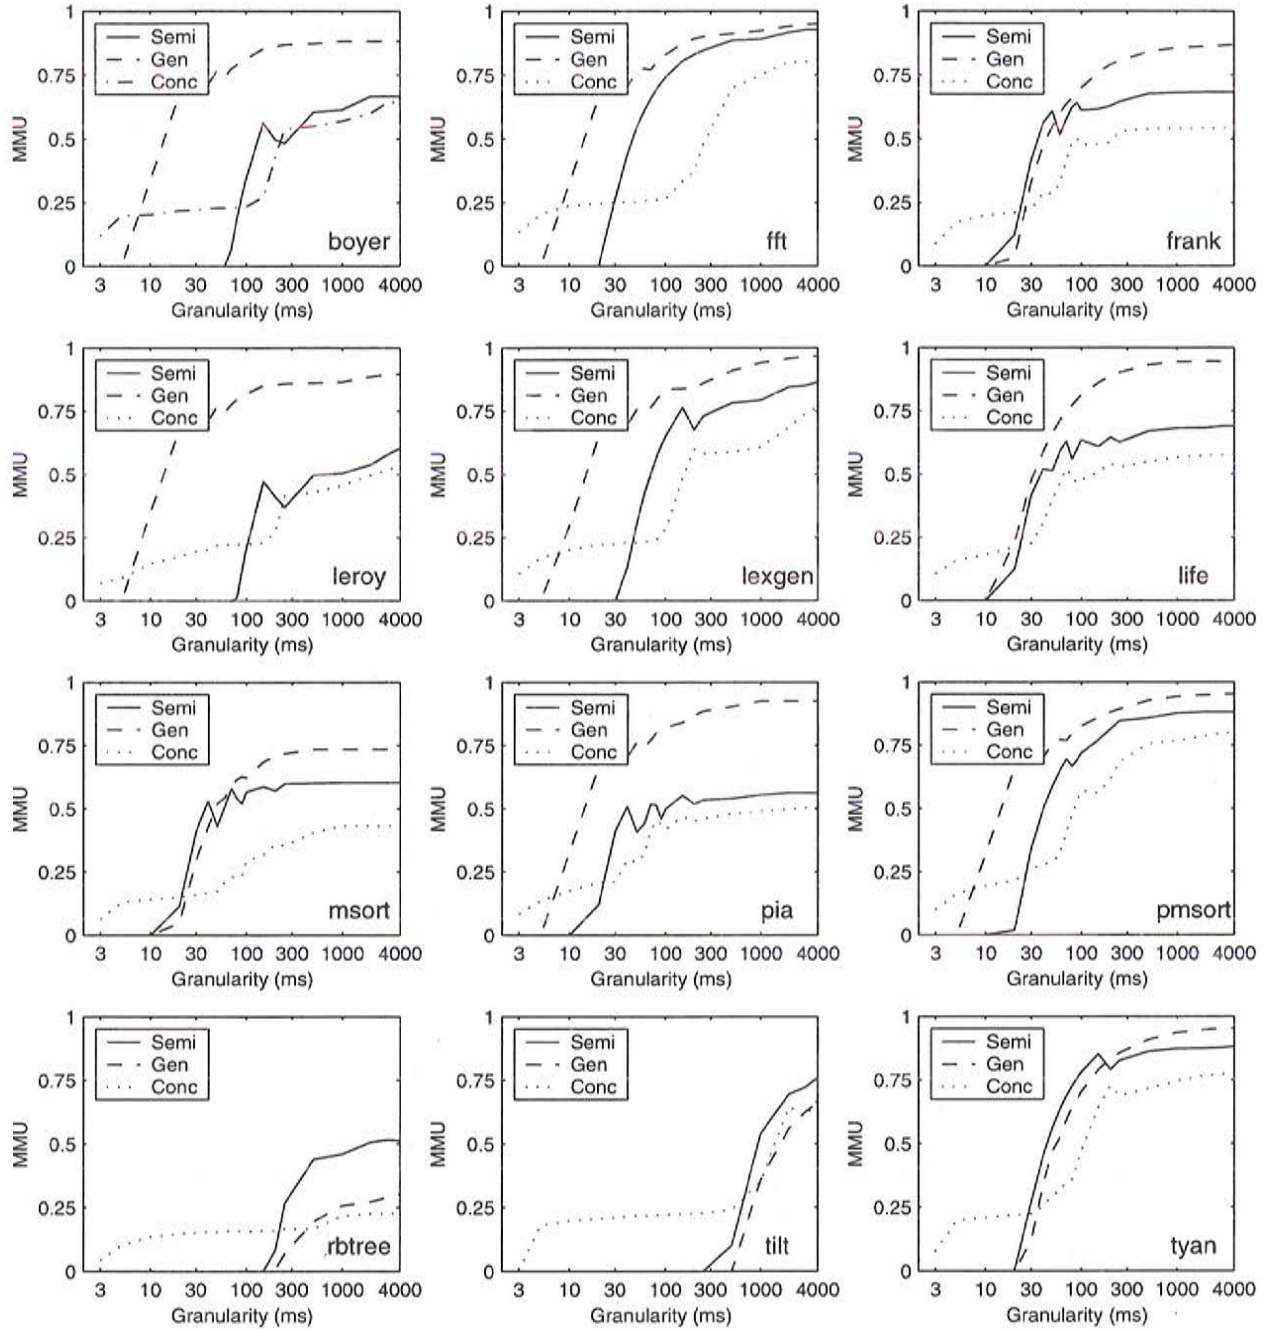 1
0.75
0.5
0.25
0
MMU
Semi
Gen
Conc
boyer
3 10 30 100 300 1000 4000
Granularity (ms)
1
0.75
0.5
0.25
0
MMU
Semi
Gen
Conc
fft
3 10 30 100 300 1000 4000
Granularity (ms)
1
0.75
0.5
0.25
0
MMU
Semi
Gen
Conc
frank
3 10 30 100 300 1000 4000
Granularity (ms)
1
0.75
0.5
0.25
0
MMU
Semi
Gen
Conc
leroy
3 10 30 100 300 1000 4000
Granularity (ms)
1
0.75
0.5
0.25
0
MMU
Semi
Gen
Conc
lexgen
3 10 30 100 300 1000 4000
Granularity (ms)
1
0.75
0.5
0.25
0
MMU
Semi
Gen
Conc
life
3 10 30 100 300 1000 4000
Granularity (ms)
1
0.75
0.5
0.25
0
MMU
Semi
Gen
Conc
msort
3 10 30 100 300 1000 4000
Granularity (ms)
1
0.75
0.5
0.25
0
MMU
Semi
Gen
Conc
pia
3 10 30 100 300 1000 4000
Granularity (ms)
1
0.75
0.5
0.25
0
MMU
Semi
Gen
Conc
pmsort
3 10 30 100 300 1000 4000
Granularity (ms)
1
0.75
0.5
0.25
0
MMU
Semi
Gen
Conc
rbtree
3 10 30 100 300 1000 4000
Granularity (ms)
1
0.75
0.5
0.25
0
MMU
Semi
Gen
Conc
tilt
3 10 30 100 300 1000 4000
Granularity (ms)
1
0.75
0.5
0.25
0
MMU
Semi
Gen
Conc
tyan
3 10 30 100 300 1000 4000
Granularity (ms)